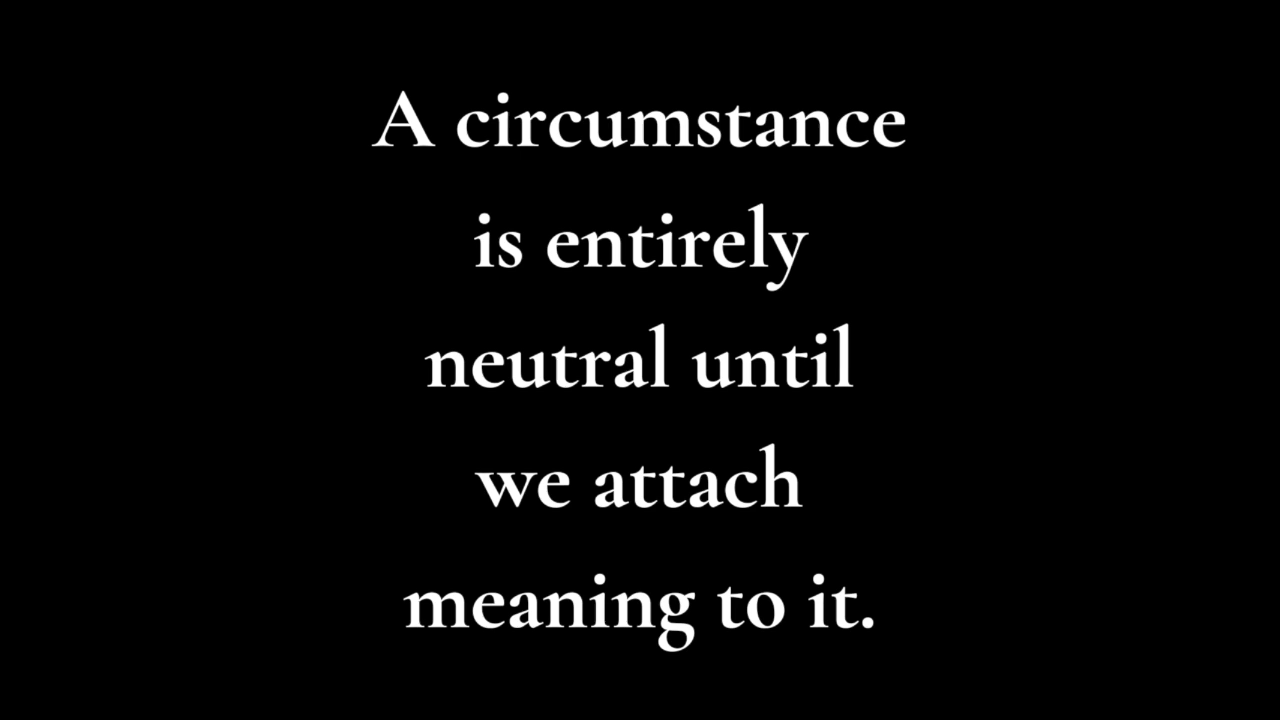 A circumstance
is entirely
neutral until
we attach
meaning to it.